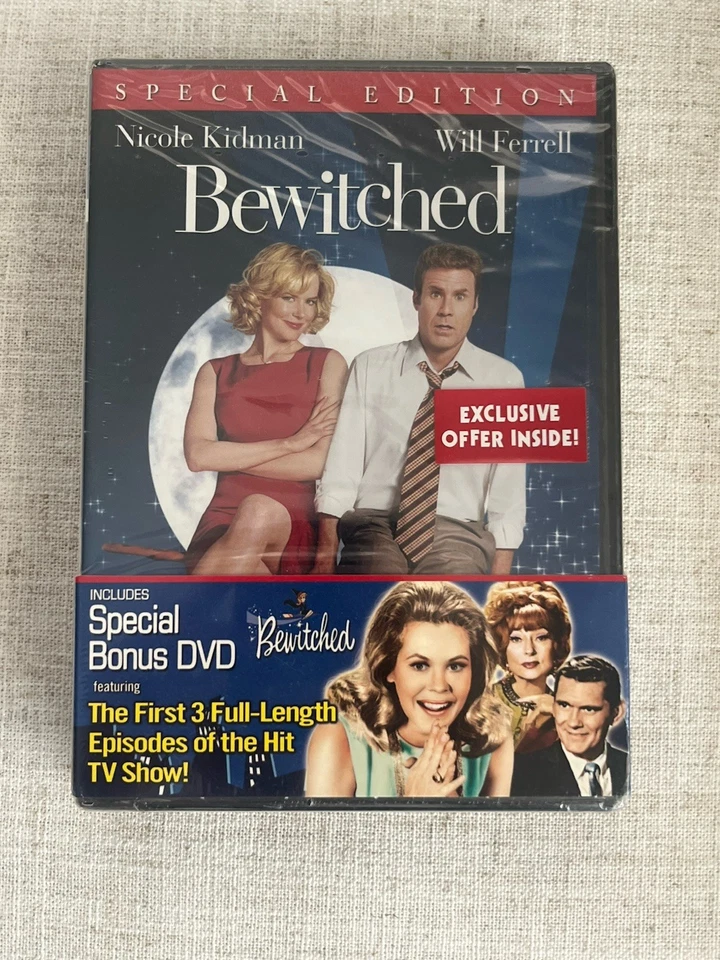 SPECIAL EDITION
Nicole Kidman Will Ferrell
Bewitched
EXCLUSIVE
OFFER INSIDE!
INCLUDES
Special
Bonus DVD
Bewitched
featuring
The First 3 Full-Length
Episodes of the Hit
TV Show!